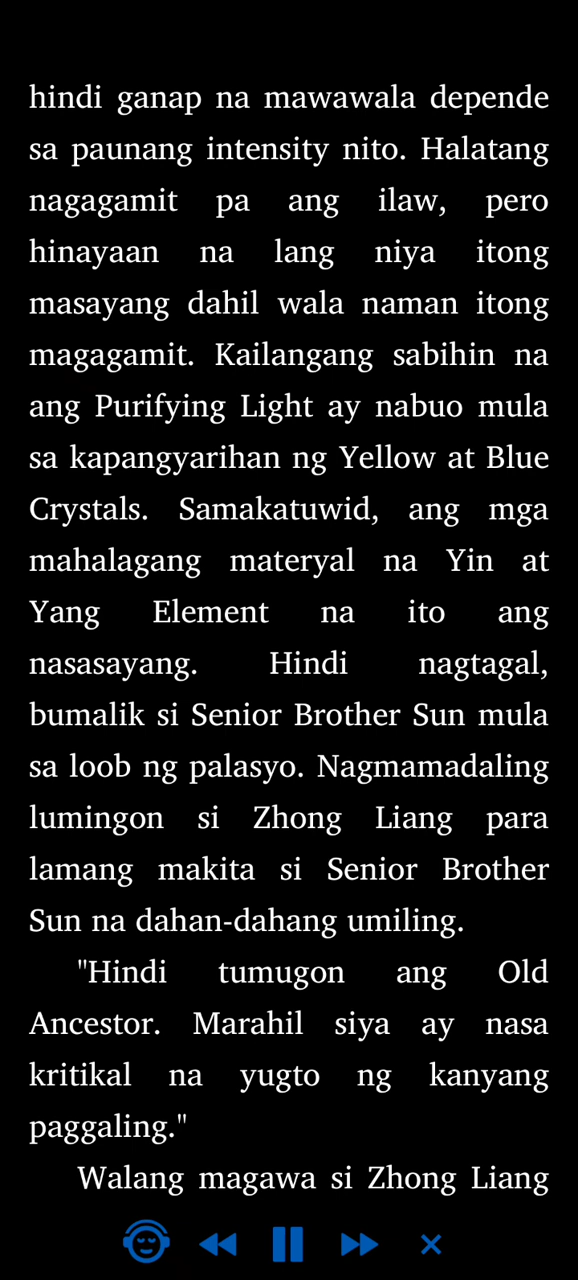 hindi ganap na mawawala depende
sa paunang intensity nito. Halatang
nagagamit pa ang ilaw, pero
hinayaan na lang niya itong
masayang dahil wala naman itong
magagamit. Kailangang sabihin na
ang Purifying Light ay nabuo mula
sa kapangyarihan ng Yellow at Blue
Crystals. Samakatuwid, ang mga
mahalagang materyal na Yin at
Yang Element na ito ang
nasasayang. Hindi nagtagal,
bumalik si Senior Brother Sun mula
sa loob ng palasyo. Nagmamadaling
lumingon si Zhong Liang para
lamang makita si Senior Brother
Sun na dahan-dahang umiling.
"Hindi tumugon ang Old
Ancestor. Marahil siya ay nasa
kritikal na yugto ng kanyang
paggaling."
Walang magawa si Zhong Liang